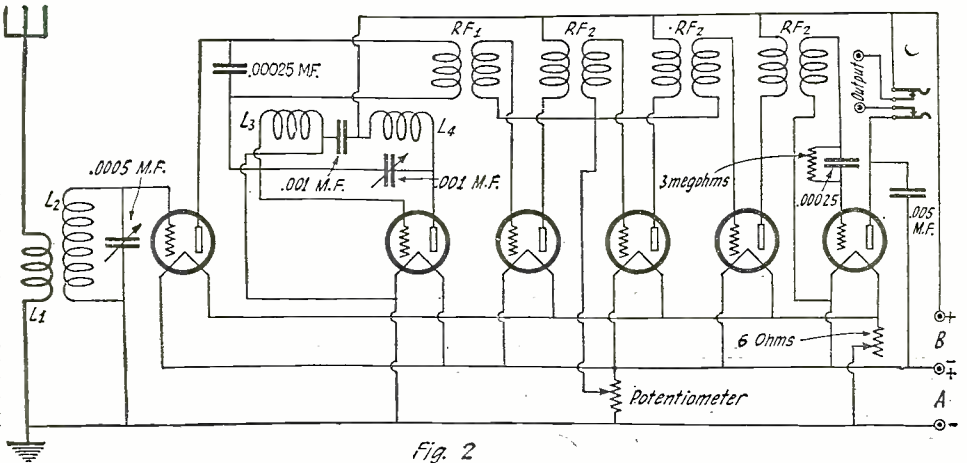 RF₁
RF₂
RF₂
RF₂
.00025 M.F.
Output
L₃
L₄
.0005 M.F.
.001 M.F.
.001 M.F.
3 megohms
.00025
.005
M.F.
L₂
L₁
+
6 Ohms
B
-
+
Potentiometer
A
-
Fig. 2